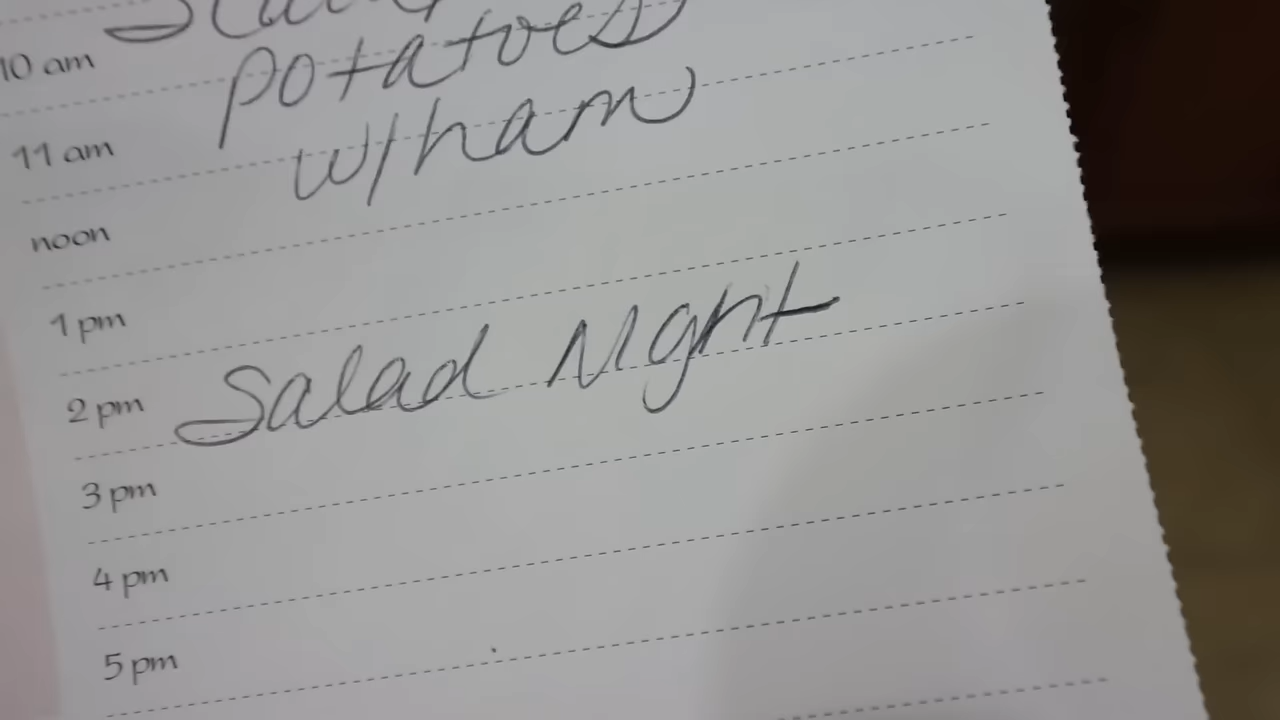 10 am
potatoes
11 am
w/ham
noon
1 pm
2 pm Salad Night
3 pm
4 pm
5 pm